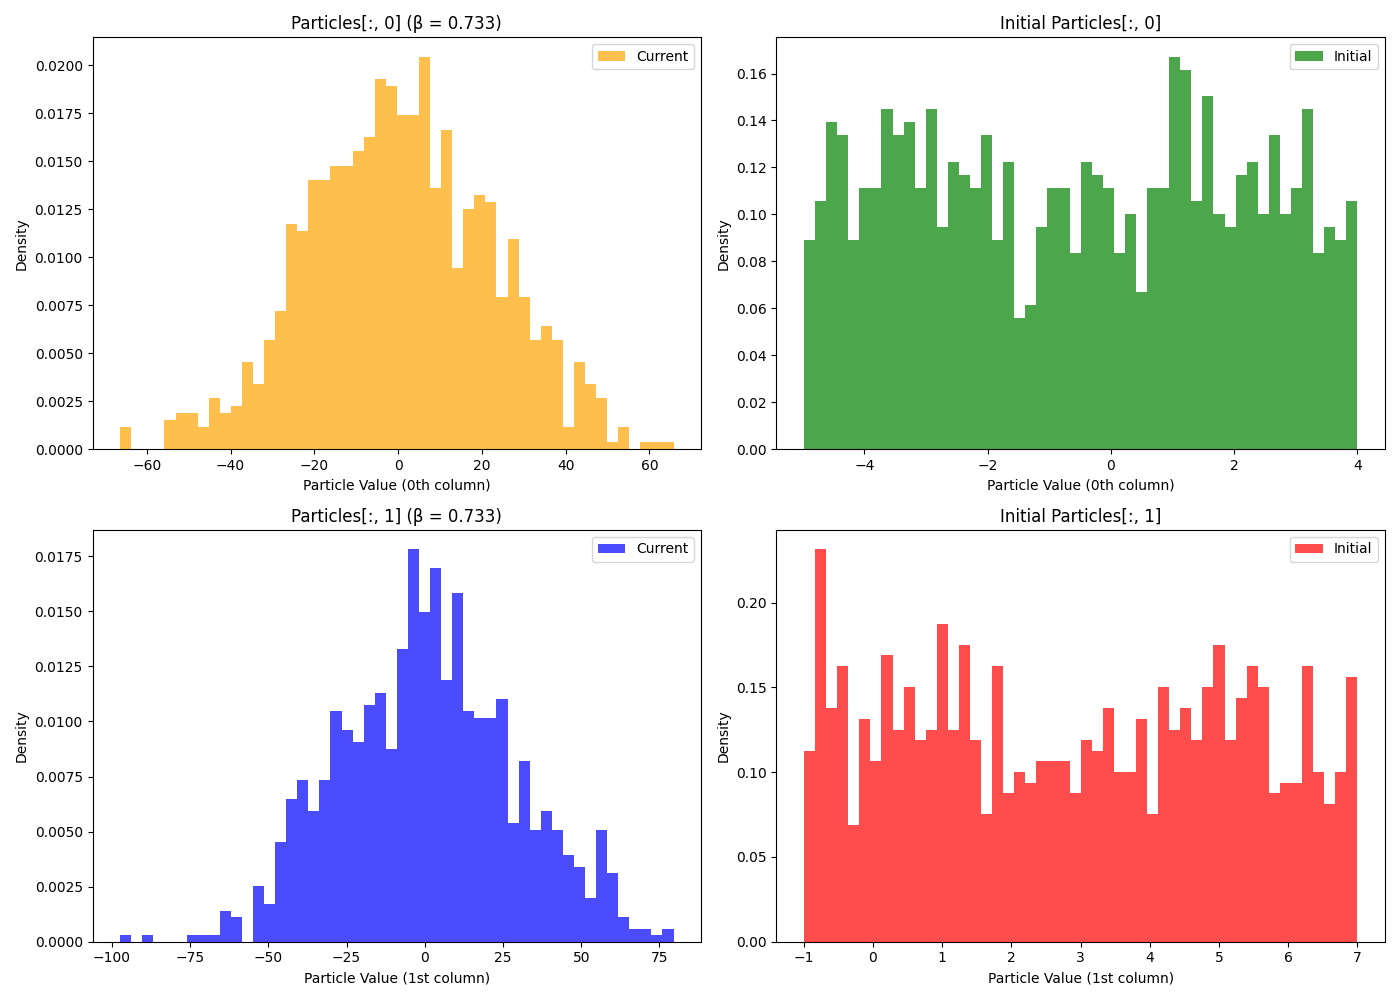 Particles[:, 0] (β = 0.733)
Current
0.0200
0.0175
0.0150
0.0125
0.0100
0.0075
0.0050
0.0025
0.0000
Density
−60 −40 −20 0 20 40 60
Particle Value (0th column)
Initial Particles[:, 0]
Initial
0.16
0.14
0.12
0.10
0.08
0.06
0.04
0.02
0.00
Density
−4 −2 0 2 4
Particle Value (0th column)
Particles[:, 1] (β = 0.733)
Current
0.0175
0.0150
0.0125
0.0100
0.0075
0.0050
0.0025
0.0000
Density
−100 −75 −50 −25 0 25 50 75
Particle Value (1st column)
Initial Particles[:, 1]
Initial
0.20
0.15
0.10
0.05
0.00
Density
−1 0 1 2 3 4 5 6 7
Particle Value (1st column)